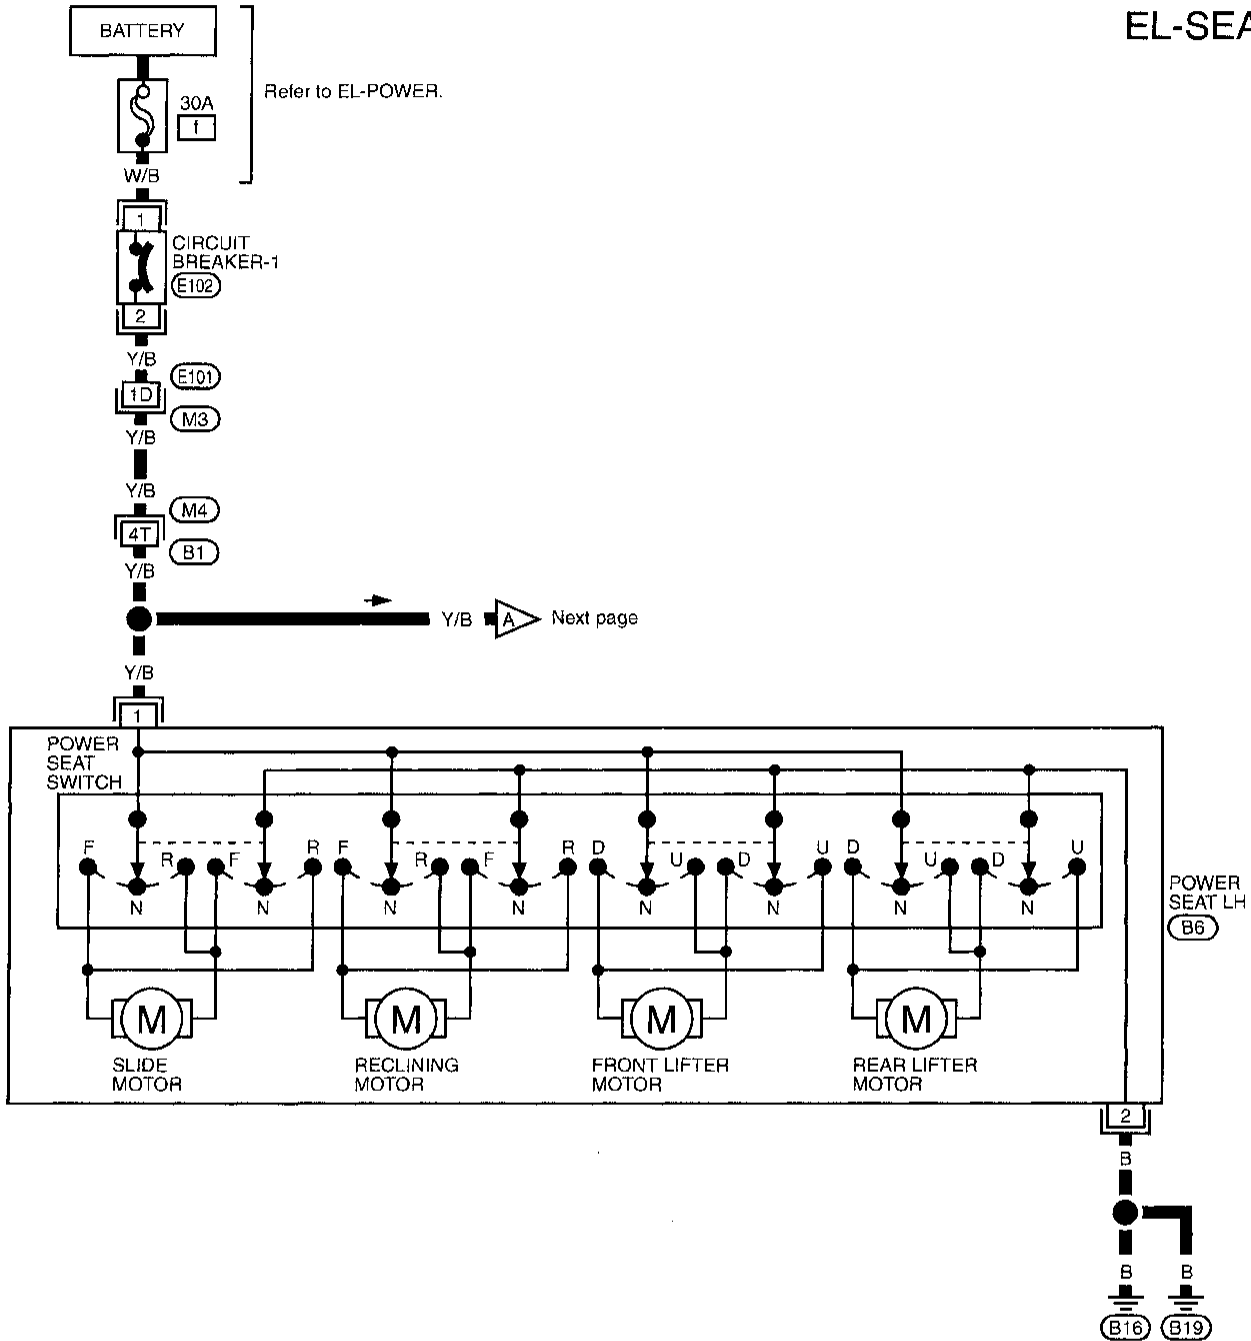 EL-SEA
BATTERY
30A
f
Refer to EL-POWER.
W/B
1
CIRCUIT
BREAKER-1
E102
2
Y/B
E101
1D
M3
Y/B
Y/B
M4
4T
B1
Y/B
Y/B
A
Next page
Y/B
1
POWER
SEAT
SWITCH
F R F R F R F R D U D U D U D U
N N N N N N N N
POWER
SEAT LH
B6
M M M M
SLIDE
MOTOR
RECLINING
MOTOR
FRONT LIFTER
MOTOR
REAR LIFTER
MOTOR
2
B
B B
B16 B19